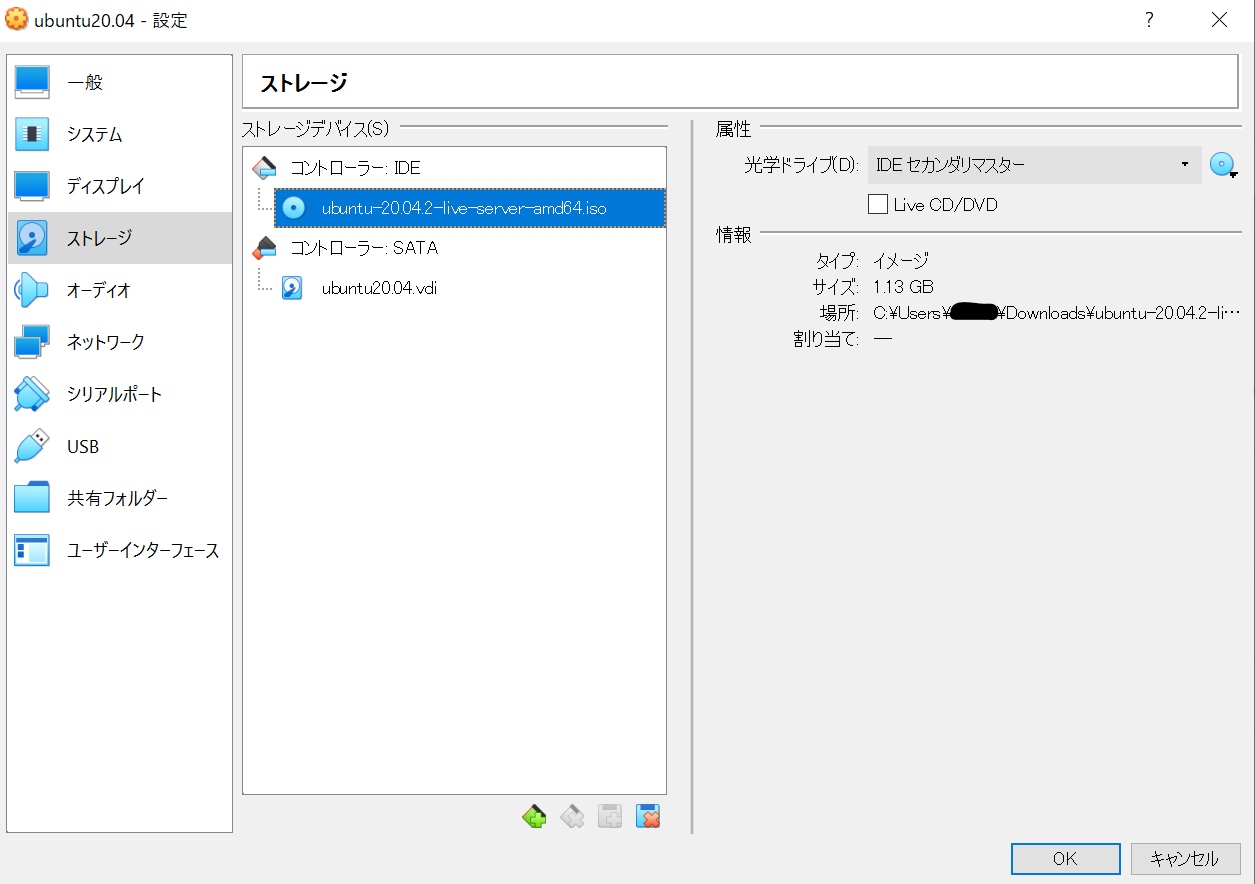 ubuntu20.04 - 設定
?
一般
システム
ディスプレイ
ストレージ
オーディオ
ネットワーク
シリアルポート
USB
共有フォルダー
ユーザーインターフェース
ストレージ
ストレージデバイス(S)
コントローラー: IDE
ubuntu-20.04.2-live-server-amd64.iso
コントローラー: SATA
ubuntu20.04.vdi
属性
光学ドライブ(D): IDE セカンダリマスター
Live CD/DVD
情報
タイプ: イメージ
サイズ: 1.13 GB
場所: C:¥Users¥ ¥Downloads¥ubuntu-20.04.2-li…
割り当て: —
OK
キャンセル